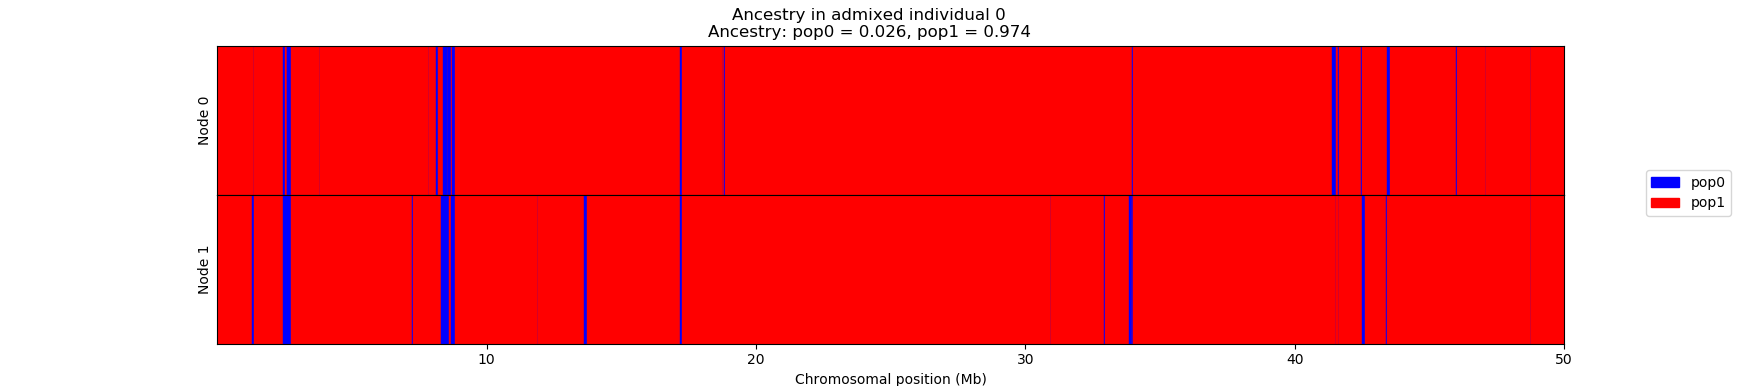 Ancestry in admixed individual 0
Ancestry: pop0 = 0.026, pop1 = 0.974
Node 0
Node 1
pop0
pop1
10 20 30 40 50
Chromosomal position (Mb)